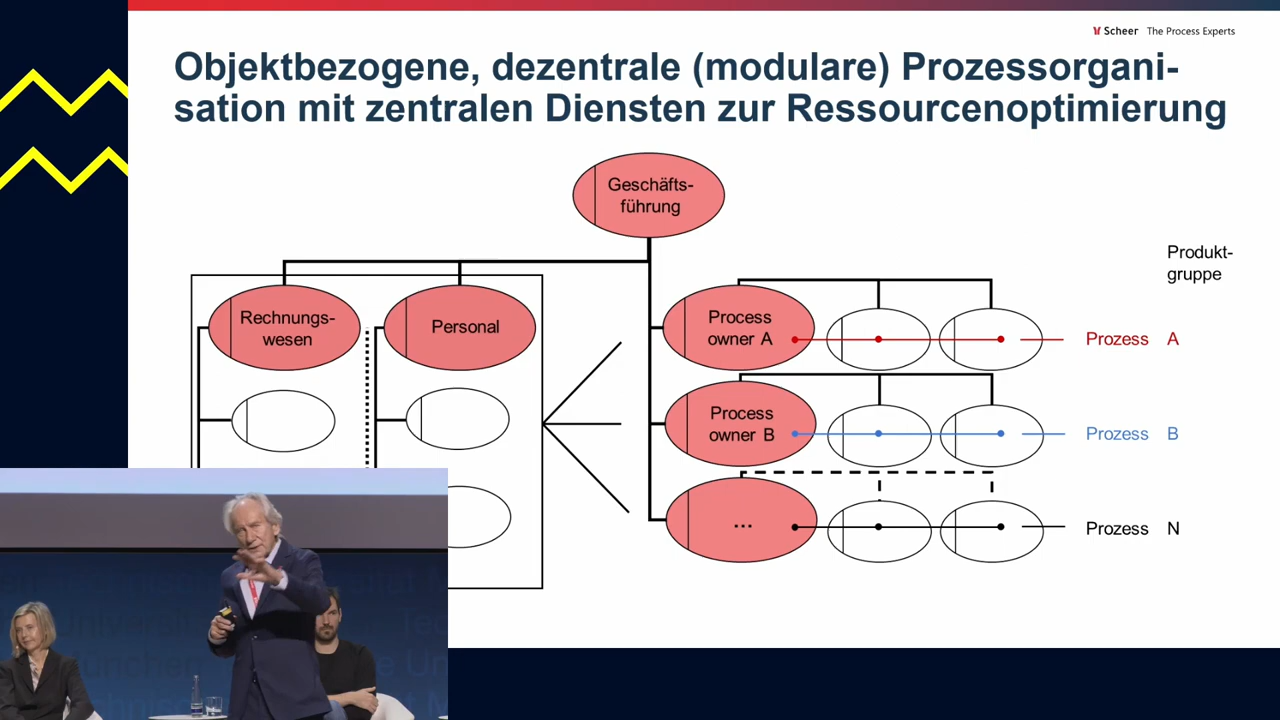 Scheer The Process Experts
Objektbezogene, dezentrale (modulare) Prozessorgani-
sation mit zentralen Diensten zur Ressourcenoptimierung
Geschäfts-
führung
Produkt-
gruppe
Rechnungs-
wesen
Personal
Process
owner A
Prozess A
Process
owner B
Prozess B
...
Prozess N